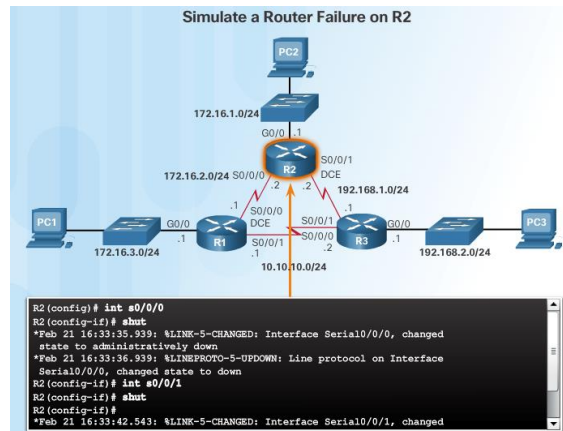 Simulate a Router Failure on R2
PC2
172.16.1.0/24
G0/0 .1
R2
S0/0/1
DCE
172.16.2.0/24 S0/0/0
.2 .2
192.168.1.0/24
.1 .1
PC1
G0/0
.1
R1
S0/0/0
DCE
S0/0/1
.1
S0/0/1
S0/0/0
.2
R3
G0/0
.1
PC3
172.16.3.0/24
10.10.10.0/24
192.168.2.0/24
R2(config)# int s0/0/0
R2(config-if)# shut
*Feb 21 16:33:35.939: %LINK-5-CHANGED: Interface Serial0/0/0, changed
state to administratively down
*Feb 21 16:33:36.939: %LINEPROTO-5-UPDOWN: Line protocol on Interface
Serial0/0/0, changed state to down
R2(config-if)# int s0/0/1
R2(config-if)# shut
R2(config-if)#
*Feb 21 16:33:42.543: %LINK-5-CHANGED: Interface Serial0/0/1, changed